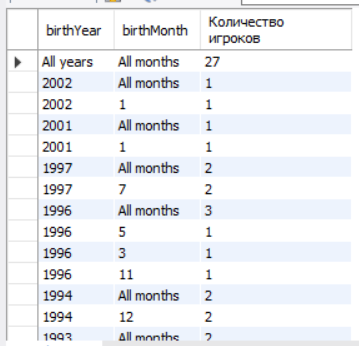 birthYear birthMonth Количество игроков
All years All months 27
2002 All months 1
2002 1 1
2001 All months 1
2001 1 1
1997 All months 2
1997 7 2
1996 All months 3
1996 5 1
1996 3 1
1996 11 1
1994 All months 2
1994 12 2
1993 All months 2